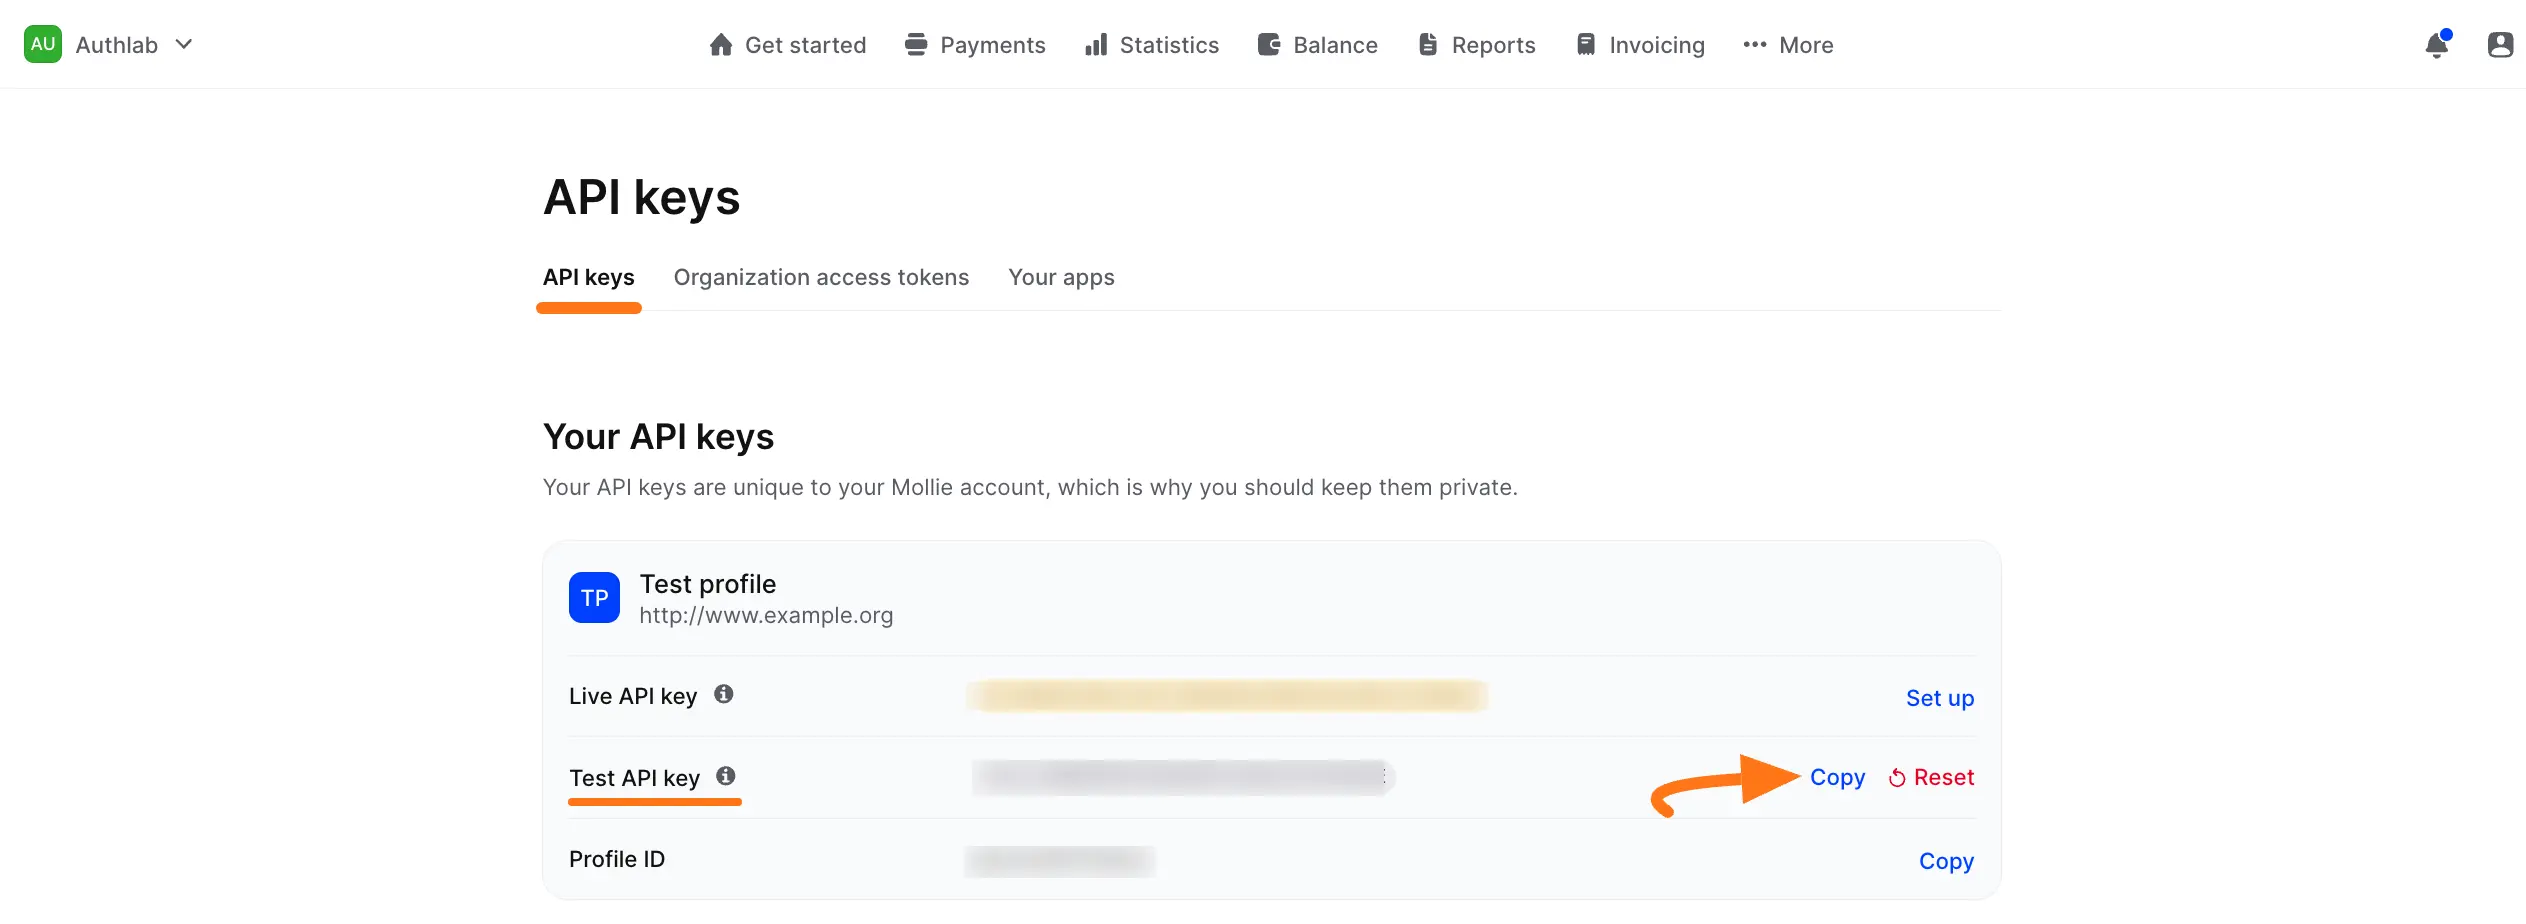 AU Authlab Get started Payments Statistics Balance Reports Invoicing More
API keys
API keys Organization access tokens Your apps
Your API keys
Your API keys are unique to your Mollie account, which is why you should keep them private.
TP Test profile
http://www.example.org
Live API key Set up
Test API key Copy Reset
Profile ID Copy